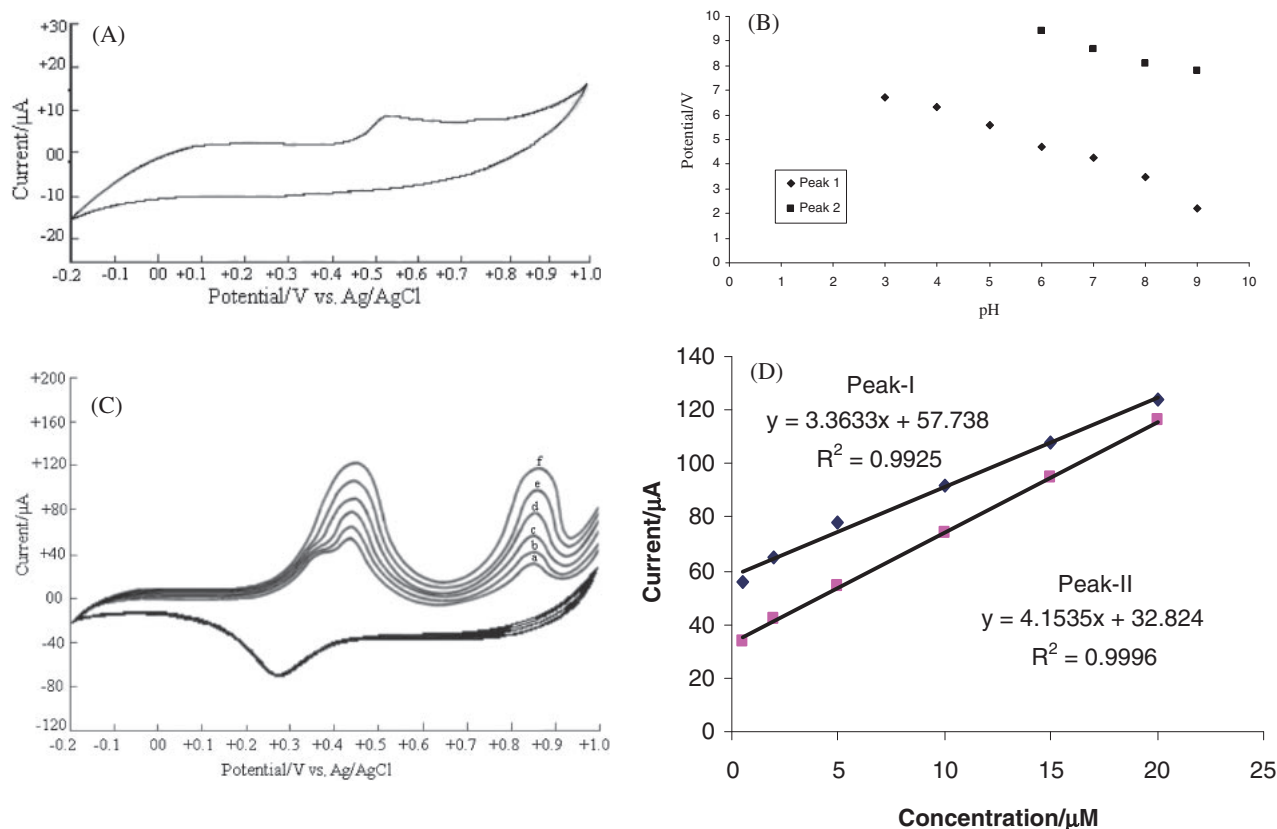 (A)
+30
+20
+10
00
-10
-20
Current/μA
-0.2 -0.1 00 +0.1 +0.2 +0.3 +0.4 +0.5 +0.6 +0.7 +0.8 +0.9 +1.0
Potential/V vs. Ag/AgCl
(B)
10
9
8
7
6
5
4
3
2
1
0
Potential/V
Peak 1
Peak 2
0 1 2 3 4 5 6 7 8 9 10
pH
(C)
+200
+160
+120
+80
+40
00
-40
-80
-120
Current/μA
f
e
d
c
b
a
-0.2 -0.1 00 +0.1 +0.2 +0.3 +0.4 +0.5 +0.6 +0.7 +0.8 +0.9 +1.0
Potential/V vs, Ag/AgCl
(D)
140
120
100
80
60
40
20
0
Current/μA
Peak-I
y = 3.3633x + 57.738
R² = 0.9925
Peak-II
y = 4.1535x + 32.824
R² = 0.9996
0 5 10 15 20 25
Concentration/μM